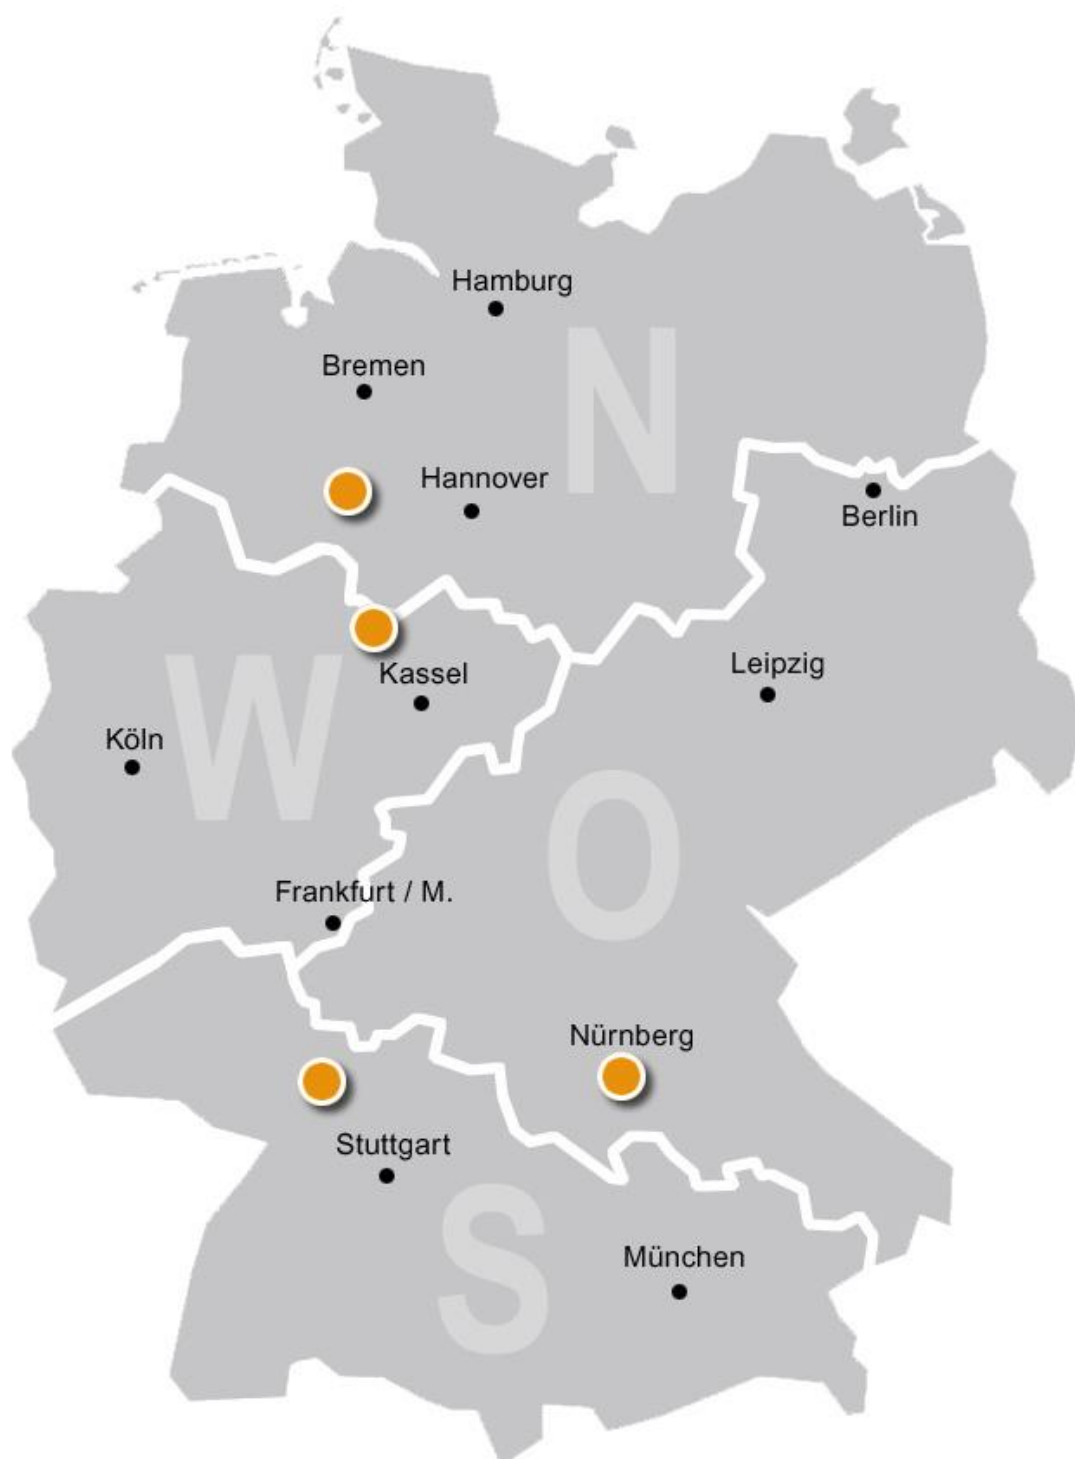 Hamburg
N
Bremen
Hannover
Berlin
W
Leipzig
Kassel
Köln
O
Frankfurt / M.
Nürnberg
Stuttgart
S
München